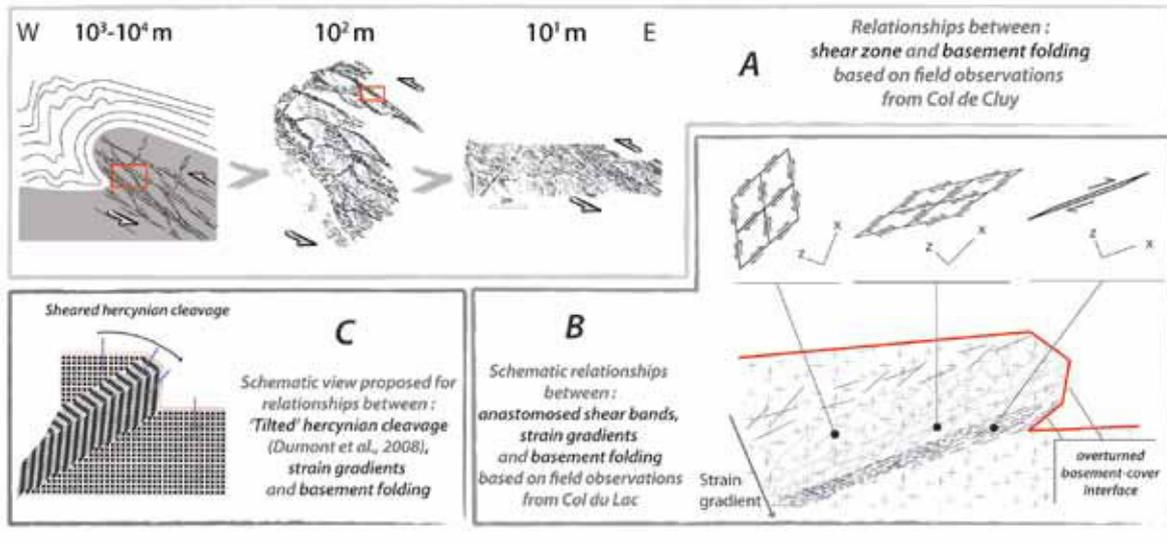 W 10³-10⁴ m 10² m 10¹ m E
A
Relationships between :
shear zone and basement folding
based on field observations
from Col de Cluy
Sheared hercynian cleavage
C
Schematic view proposed for
relationships between :
'Tilted' hercynian cleavage
(Dumont et al., 2008),
strain gradients
and basement folding
B
Schematic relationships
between :
anastomosed shear bands,
strain gradients
and basement folding
based on field observations
from Col du Lac
z x
z x
z x
Strain
gradient
overturned
basement-cover
interface